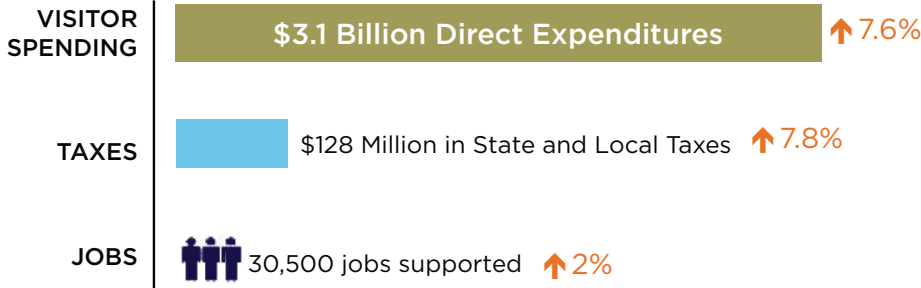 VISITOR
SPENDING
$3.1 Billion Direct Expenditures
7.6%
TAXES
$128 Million in State and Local Taxes
7.8%
JOBS
30,500 jobs supported
2%